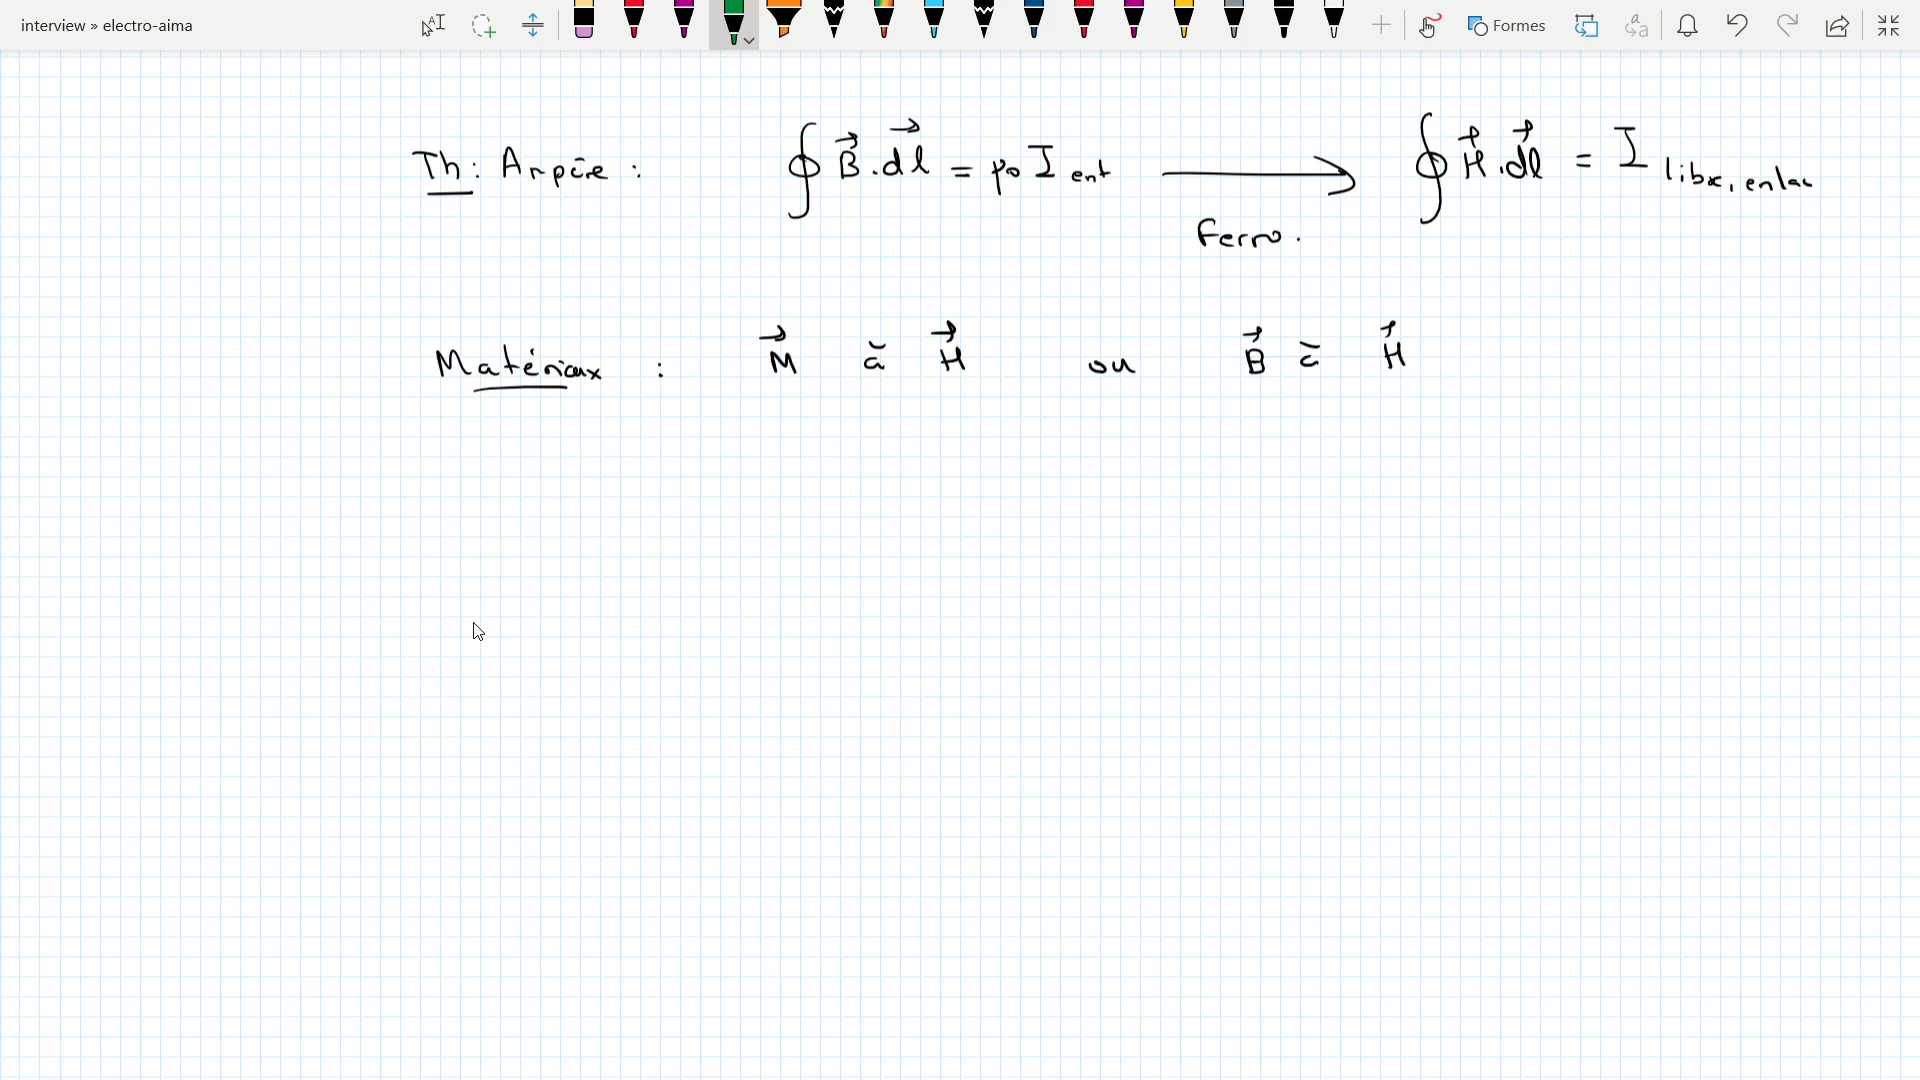 interview » electro-aima
Formes
Th: Ampère : ∮ B⃗.dl⃗ = μ₀ I ent ⟶ ∮ H⃗.dl⃗ = I libre, enlac
Ferro.
Matériaux : M⃗ à H⃗ ou B⃗ à H⃗